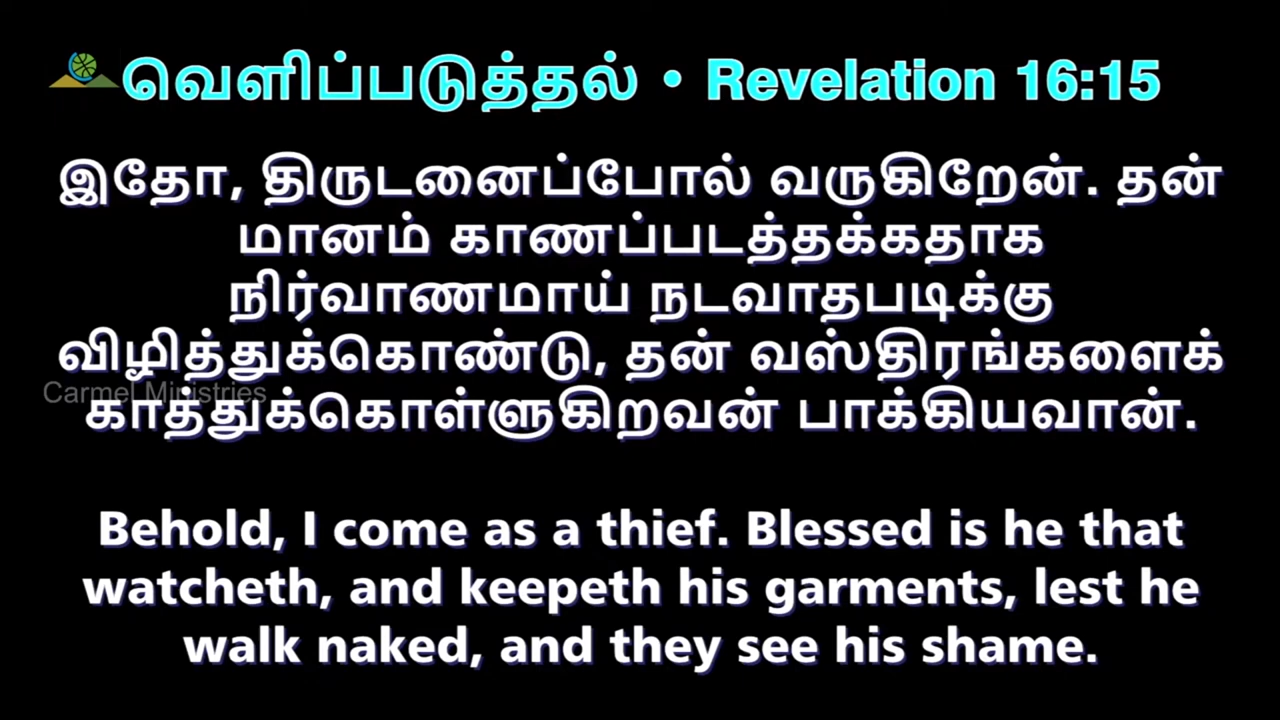 வெளிப்படுத்தல் • Revelation 16:15
இதோ, திருடனைப்போல் வருகிறேன். தன்
மானம் காணப்படத்தக்கதாக
நிர்வாணமாய் நடவாதபடிக்கு
விழித்துக்கொண்டு, தன் வஸ்திரங்களைக்
Carmel Ministries
காத்துக்கொள்ளுகிறவன் பாக்கியவான்.
Behold, I come as a thief. Blessed is he that
watcheth, and keepeth his garments, lest he
walk naked, and they see his shame.